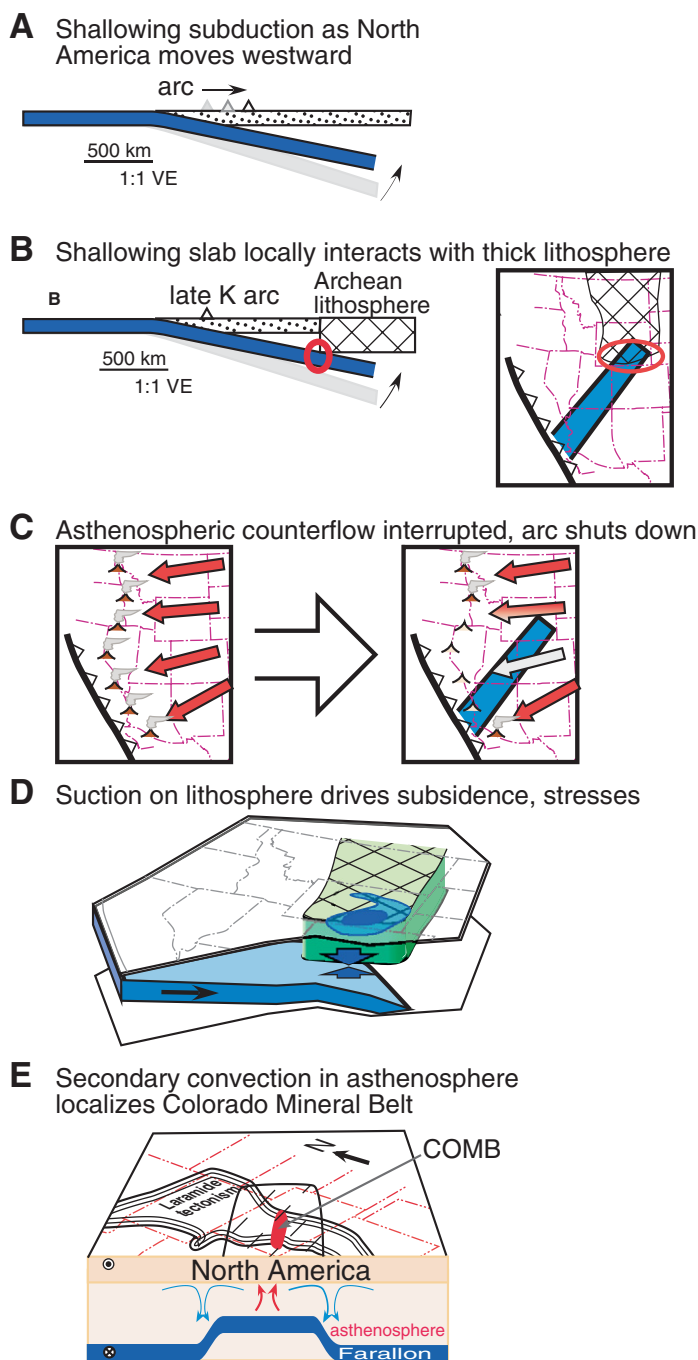 A Shallowing subduction as North
America moves westward
arc
500 km
1:1 VE
B Shallowing slab locally interacts with thick lithosphere
B
late K arc
Archean
lithosphere
500 km
1:1 VE
C Asthenospheric counterflow interrupted, arc shuts down
D Suction on lithosphere drives subsidence, stresses
E Secondary convection in asthenosphere
localizes Colorado Mineral Belt
N
COMB
Laramide
tectonism
North America
asthenosphere
Farallon